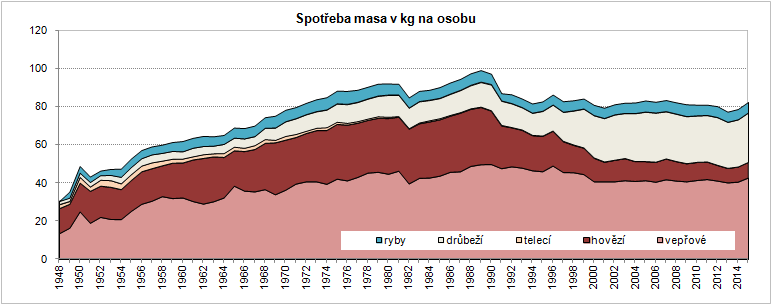 Spotřeba masa v kg na osobu
120
100
80
60
40
20
0
ryby drůbeží telecí hovězí vepřové
1948 1950 1952 1954 1956 1958 1960 1962 1964 1966 1968 1970 1972 1974 1976 1978 1980 1982 1984 1986 1988 1990 1992 1994 1996 1998 2000 2002 2004 2006 2008 2010 2012 2014